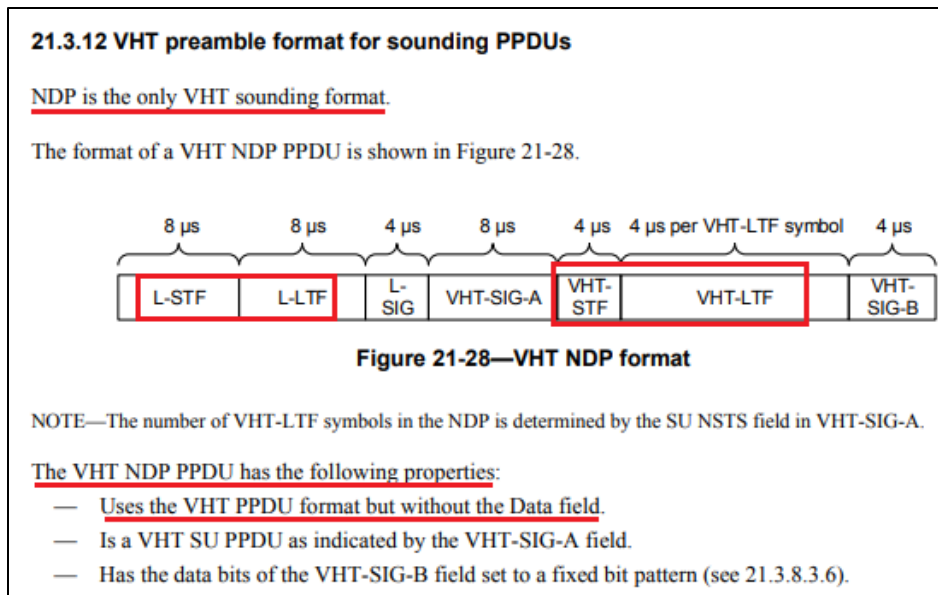 21.3.12 VHT preamble format for sounding PPDUs
NDP is the only VHT sounding format.
The format of a VHT NDP PPDU is shown in Figure 21-28.
8 µs 8 µs 4 µs 8 µs 4 µs 4 µs per VHT-LTF symbol 4 µs
L-STF L-LTF L-SIG VHT-SIG-A VHT-STF VHT-LTF VHT-SIG-B
Figure 21-28—VHT NDP format
NOTE—The number of VHT-LTF symbols in the NDP is determined by the SU NSTS field in VHT-SIG-A.
The VHT NDP PPDU has the following properties:
— Uses the VHT PPDU format but without the Data field.
— Is a VHT SU PPDU as indicated by the VHT-SIG-A field.
— Has the data bits of the VHT-SIG-B field set to a fixed bit pattern (see 21.3.8.3.6).